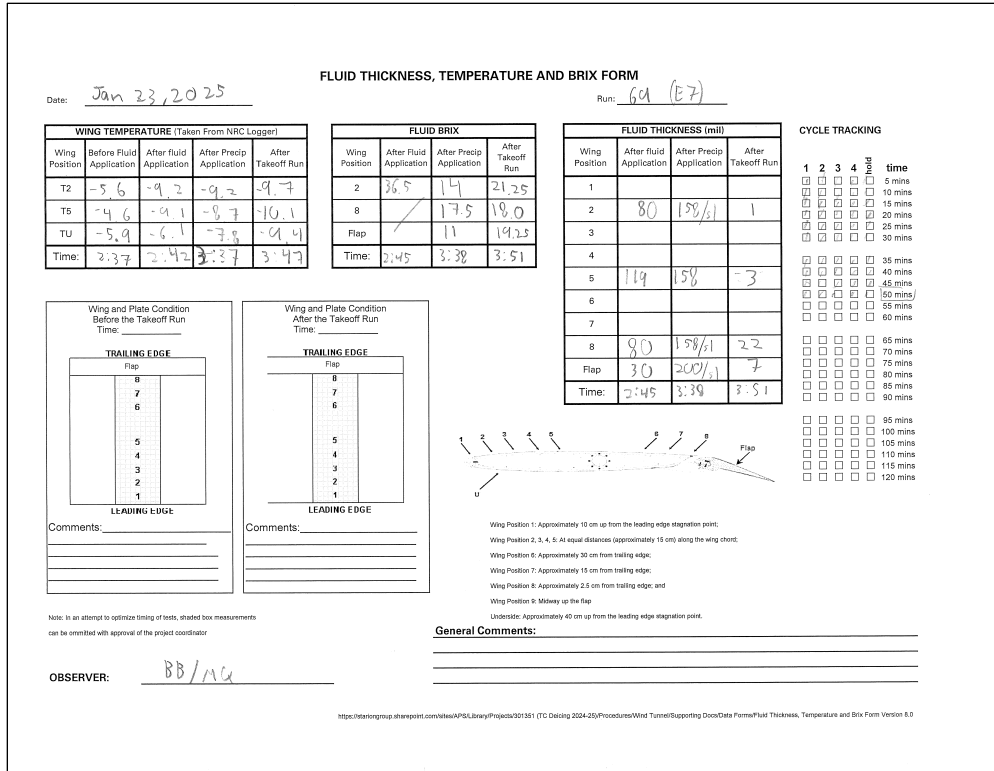 FLUID THICKNESS, TEMPERATURE AND BRIX FORM
Date: Jan 23, 2025
Run: 69 (E7)
WING TEMPERATURE (Taken From NRC Logger)
Wing Position Before Fluid Application After fluid Application After Precip Application After Takeoff Run
T2 -5.6 -9.2 -9.2 -9.7
T5 -4.6 -9.1 -8.7 -10.1
TU -5.9 -6.1 -7.8 -9.4
Time: 2:37 2:42 3:37 3:47
FLUID BRIX
Wing Position After Fluid Application After Precip Application After Takeoff Run
2 36.5 14 21.25
8 / 17.5 18.0
Flap 11 19.25
Time: 2:45 3:38 3:51
FLUID THICKNESS (mil)
Wing Position After fluid Application After Precip Application After Takeoff Run
1
2 80 158/sl 1
3
4
5 119 158 3
6
7
8 80 158/sl 22
Flap 30 200/sl 7
Time: 2:45 3:38 3:51
CYCLE TRACKING
1 2 3 4 hold time
5 mins
10 mins
15 mins
20 mins
25 mins
30 mins
35 mins
40 mins
45 mins
50 mins
55 mins
60 mins
65 mins
70 mins
75 mins
80 mins
85 mins
90 mins
95 mins
100 mins
105 mins
110 mins
115 mins
120 mins
Wing and Plate Condition
Before the Takeoff Run
Time:
TRAILING EDGE
Flap
8
7
6
5
4
3
2
1
LEADING EDGE
Comments:
Wing and Plate Condition
After the Takeoff Run
Time:
TRAILING EDGE
Flap
8
7
6
5
4
3
2
1
LEADING EDGE
Comments:
1 2 3 4 5 6 7 8 Flap
U
Wing Position 1: Approximately 10 cm up from the leading edge stagnation point;
Wing Position 2, 3, 4, 5: At equal distances (approximately 15 cm) along the wing chord;
Wing Position 6: Approximately 30 cm from trailing edge;
Wing Position 7: Approximately 15 cm from trailing edge;
Wing Position 8: Approximately 2.5 cm from trailing edge; and
Wing Position 9: Midway up the flap
Underside: Approximately 40 cm up from the leading edge stagnation point.
Note: In an attempt to optimize timing of tests, shaded box measurements
can be ommitted with approval of the project coordinator
General Comments:
OBSERVER: BB/
https://stariongroup.sharepoint.com/sites/APS/Library/Projects/301351 (TC Deicing 2024-25)/Procedures/Wind Tunnel/Supporting Docs/Data Forms/Fluid Thickness, Temperature and Brix Form Version 8.0